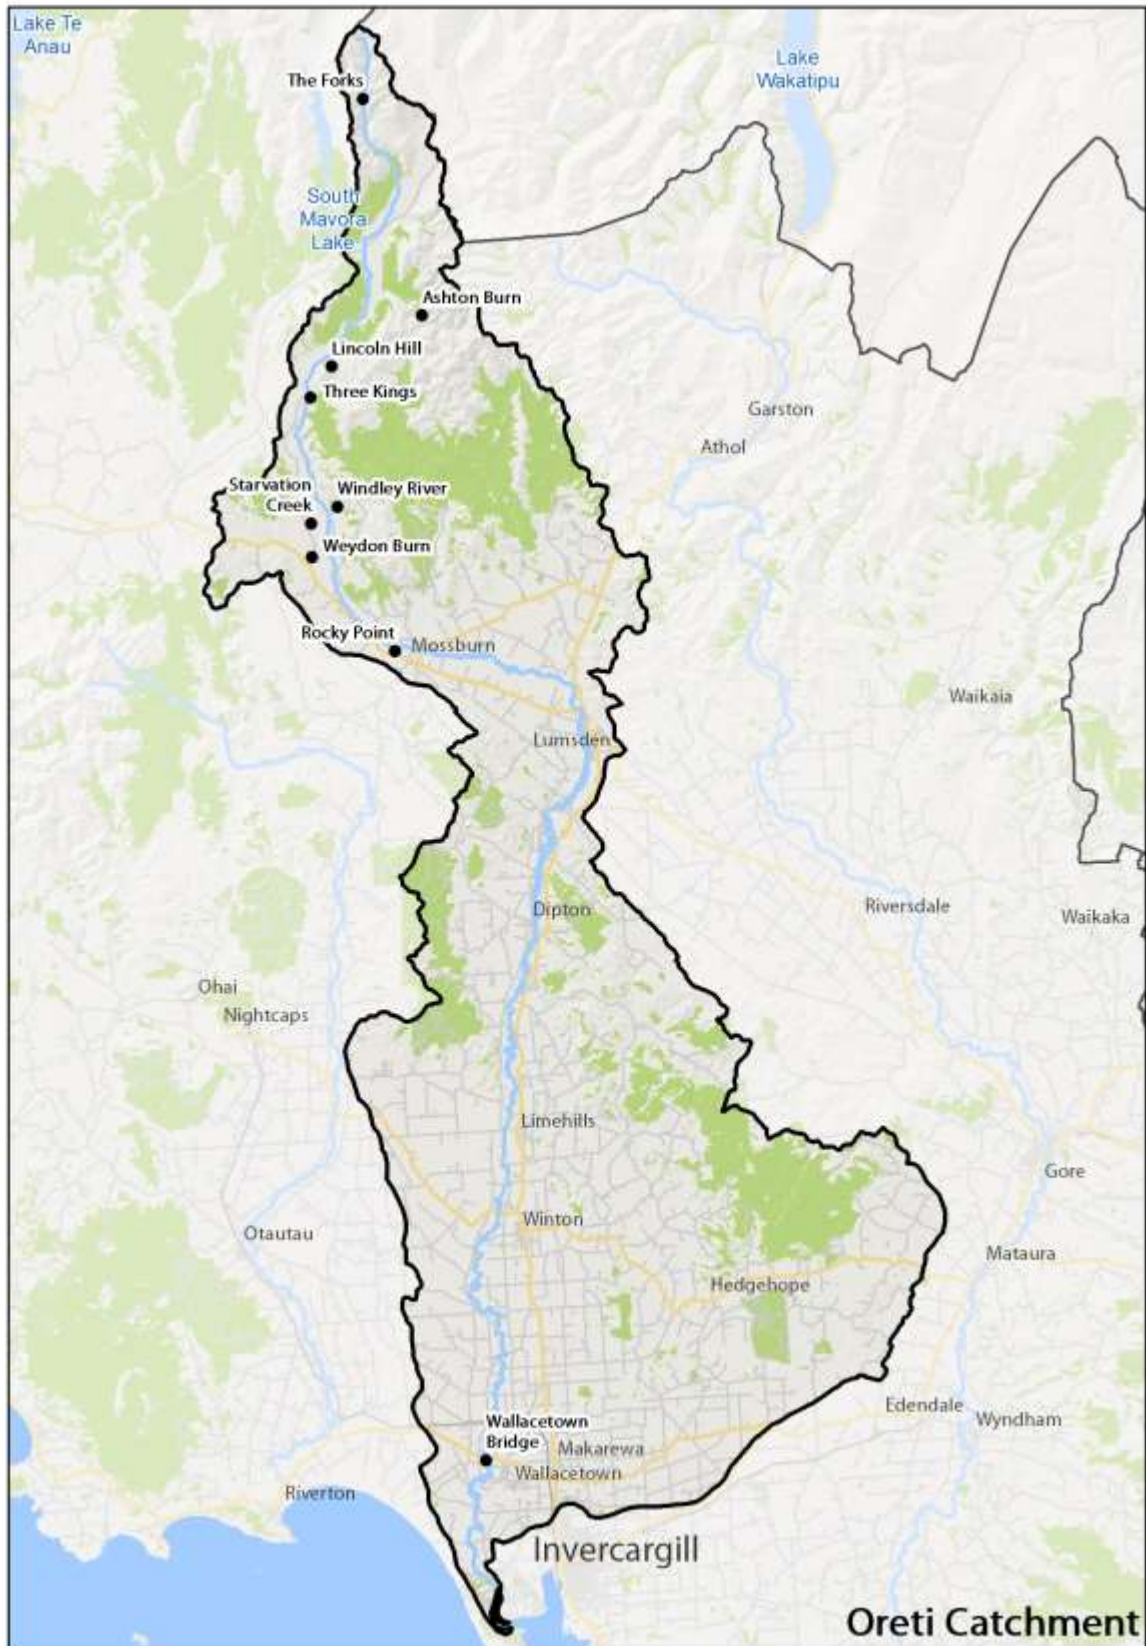 Lake Te
Anau
Lake
Wakatipu
The Forks
South
Mavora
Lake
Ashton Burn
Lincoln Hill
Three Kings
Garston
Athol
Starvation
Creek
Windley River
Weydon Burn
Rocky Point
Mossburn
Waikaia
Lumsden
Riversdale
Dipton
Waikaka
Ohai
Nightcaps
Limehills
Gore
Winton
Otautau
Mataura
Hedgehope
Edendale
Wyndham
Wallacetown
Bridge
Makarewa
Wallacetown
Riverton
Invercargill
Oreti Catchment